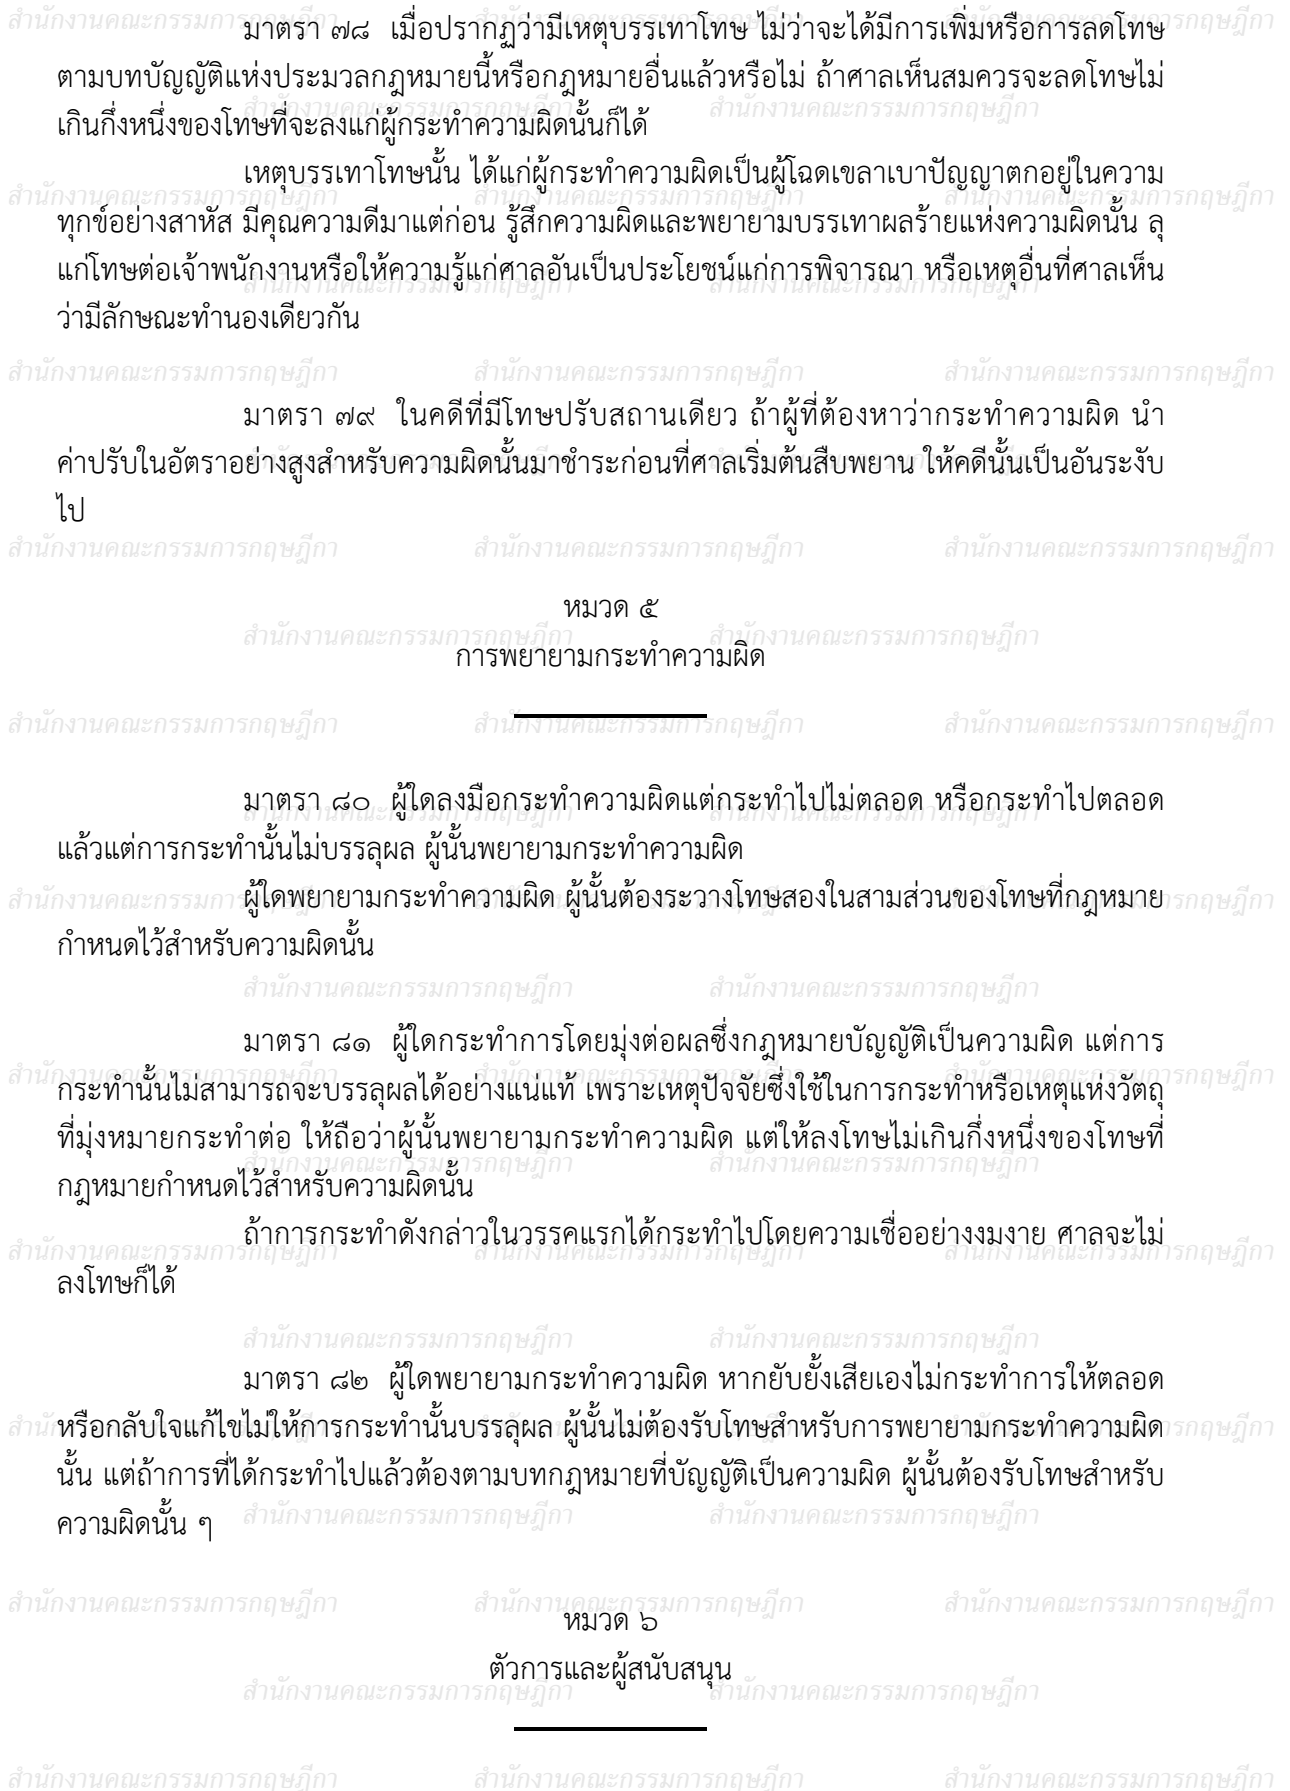 มาตรา ๗๘ เมื่อปรากฏว่ามีเหตุบรรเทาโทษ ไม่ว่าจะได้มีการเพิ่มหรือการลดโทษ
ตามบทบัญญัติแห่งประมวลกฎหมายนี้หรือกฎหมายอื่นแล้วหรือไม่ ถ้าศาลเห็นสมควรจะลดโทษไม่
เกินกึ่งหนึ่งของโทษที่จะลงแก่ผู้กระทำความผิดนั้นก็ได้
เหตุบรรเทาโทษนั้น ได้แก่ผู้กระทำความผิดเป็นผู้โฉดเขลาเบาปัญญาตกอยู่ในความ
ทุกข์อย่างสาหัส มีคุณความดีมาแต่ก่อน รู้สึกความผิดและพยายามบรรเทาผลร้ายแห่งความผิดนั้น ลุ
แก่โทษต่อเจ้าพนักงานหรือให้ความรู้แก่ศาลอันเป็นประโยชน์แก่การพิจารณา หรือเหตุอื่นที่ศาลเห็น
ว่ามีลักษณะทำนองเดียวกัน
มาตรา ๗๙ ในคดีที่มีโทษปรับสถานเดียว ถ้าผู้ที่ต้องหาว่ากระทำความผิด นำ
ค่าปรับในอัตราอย่างสูงสำหรับความผิดนั้นมาชำระก่อนที่ศาลเริ่มต้นสืบพยาน ให้คดีนั้นเป็นอันระงับ
ไป
หมวด ๕
การพยายามกระทำความผิด
มาตรา ๘๐ ผู้ใดลงมือกระทำความผิดแต่กระทำไปไม่ตลอด หรือกระทำไปตลอด
แล้วแต่การกระทำนั้นไม่บรรลุผล ผู้นั้นพยายามกระทำความผิด
ผู้ใดพยายามกระทำความผิด ผู้นั้นต้องระวางโทษสองในสามส่วนของโทษที่กฎหมาย
กำหนดไว้สำหรับความผิดนั้น
มาตรา ๘๑ ผู้ใดกระทำการโดยมุ่งต่อผลซึ่งกฎหมายบัญญัติเป็นความผิด แต่การ
กระทำนั้นไม่สามารถจะบรรลุผลได้อย่างแน่แท้ เพราะเหตุปัจจัยซึ่งใช้ในการกระทำหรือเหตุแห่งวัตถุ
ที่มุ่งหมายกระทำต่อ ให้ถือว่าผู้นั้นพยายามกระทำความผิด แต่ให้ลงโทษไม่เกินกึ่งหนึ่งของโทษที่
กฎหมายกำหนดไว้สำหรับความผิดนั้น
ถ้าการกระทำดังกล่าวในวรรคแรกได้กระทำไปโดยความเชื่ออย่างงมงาย ศาลจะไม่
ลงโทษก็ได้
มาตรา ๘๒ ผู้ใดพยายามกระทำความผิด หากยับยั้งเสียเองไม่กระทำการให้ตลอด
หรือกลับใจแก้ไขไม่ให้การกระทำนั้นบรรลุผล ผู้นั้นไม่ต้องรับโทษสำหรับการพยายามกระทำความผิด
นั้น แต่ถ้าการที่ได้กระทำไปแล้วต้องตามบทกฎหมายที่บัญญัติเป็นความผิด ผู้นั้นต้องรับโทษสำหรับ
ความผิดนั้น ๆ
หมวด ๖
ตัวการและผู้สนับสนุน